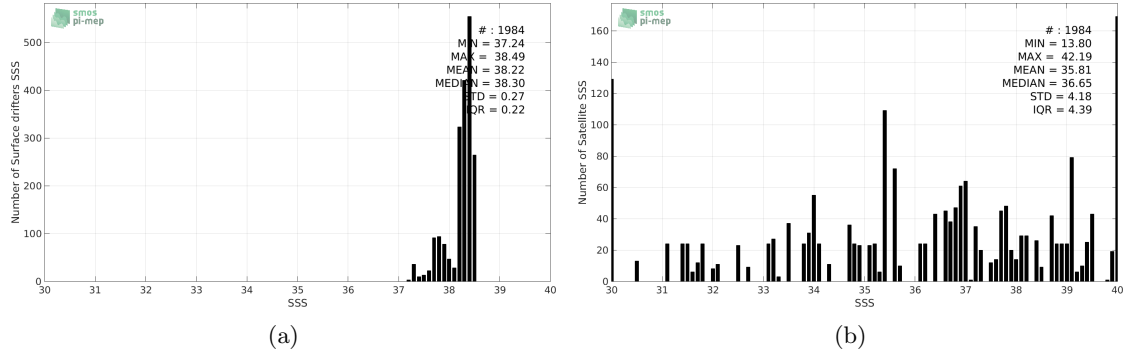 smos
pi-mep
# : 1984
MIN = 37.24
MAX = 38.49
MEAN = 38.22
MEDIAN = 38.30
STD = 0.27
IQR = 0.22
Number of Surface drifters SSS
500
400
300
200
100
0
30 31 32 33 34 35 36 37 38 39 40
SSS
(a)
smos
pi-mep
# : 1984
MIN = 13.80
MAX = 42.19
MEAN = 35.81
MEDIAN = 36.65
STD = 4.18
IQR = 4.39
Number of Satellite SSS
160
140
120
100
80
60
40
20
0
30 31 32 33 34 35 36 37 38 39 40
SSS
(b)